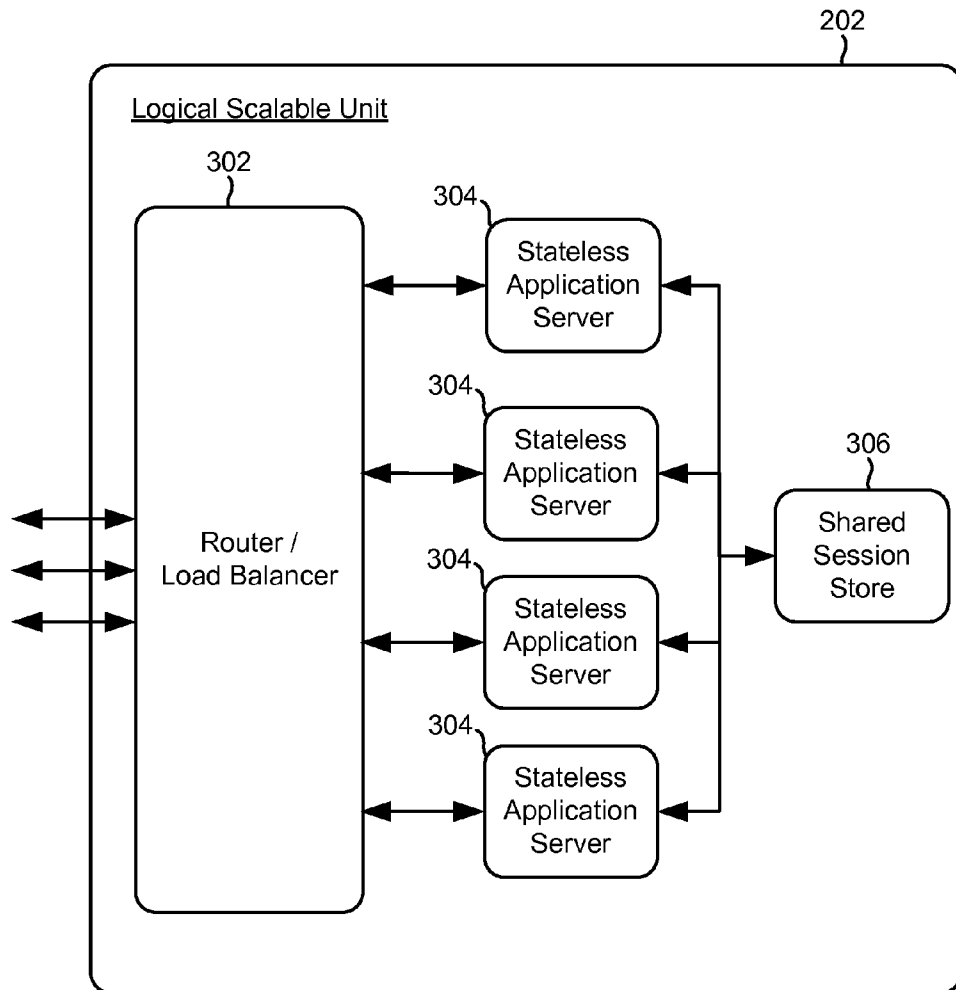 202
Logical Scalable Unit
302
304
Stateless
Application
Server
304
Stateless
Application
Server
306
Shared
Session
Store
Router /
Load Balancer
304
Stateless
Application
Server
304
Stateless
Application
Server